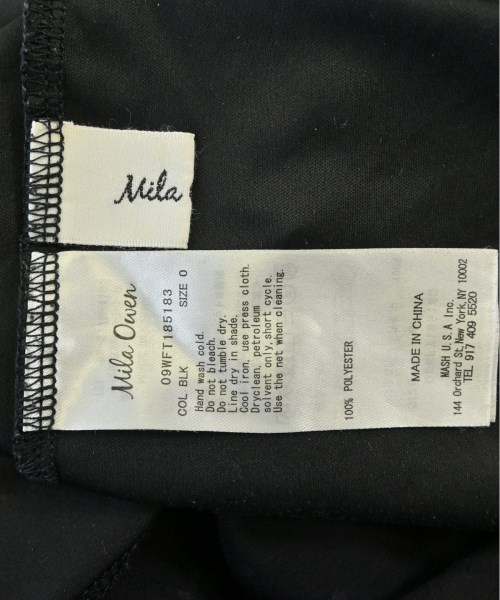 Mila
Mila Owen
09WFT185183
COL BLK SIZE 0
Hand wash cold.
Do not bleach.
Do not tumble dry.
Line dry in shade.
Cool iron, use press cloth.
Dryclean, petroleum
solvent only,short cycle.
Use the net when cleaning.
100% POLYESTER
MADE IN CHINA
MASH U.S.A Inc.
144 Orchard St,New York,NY 10002
TEL 917 409 5520